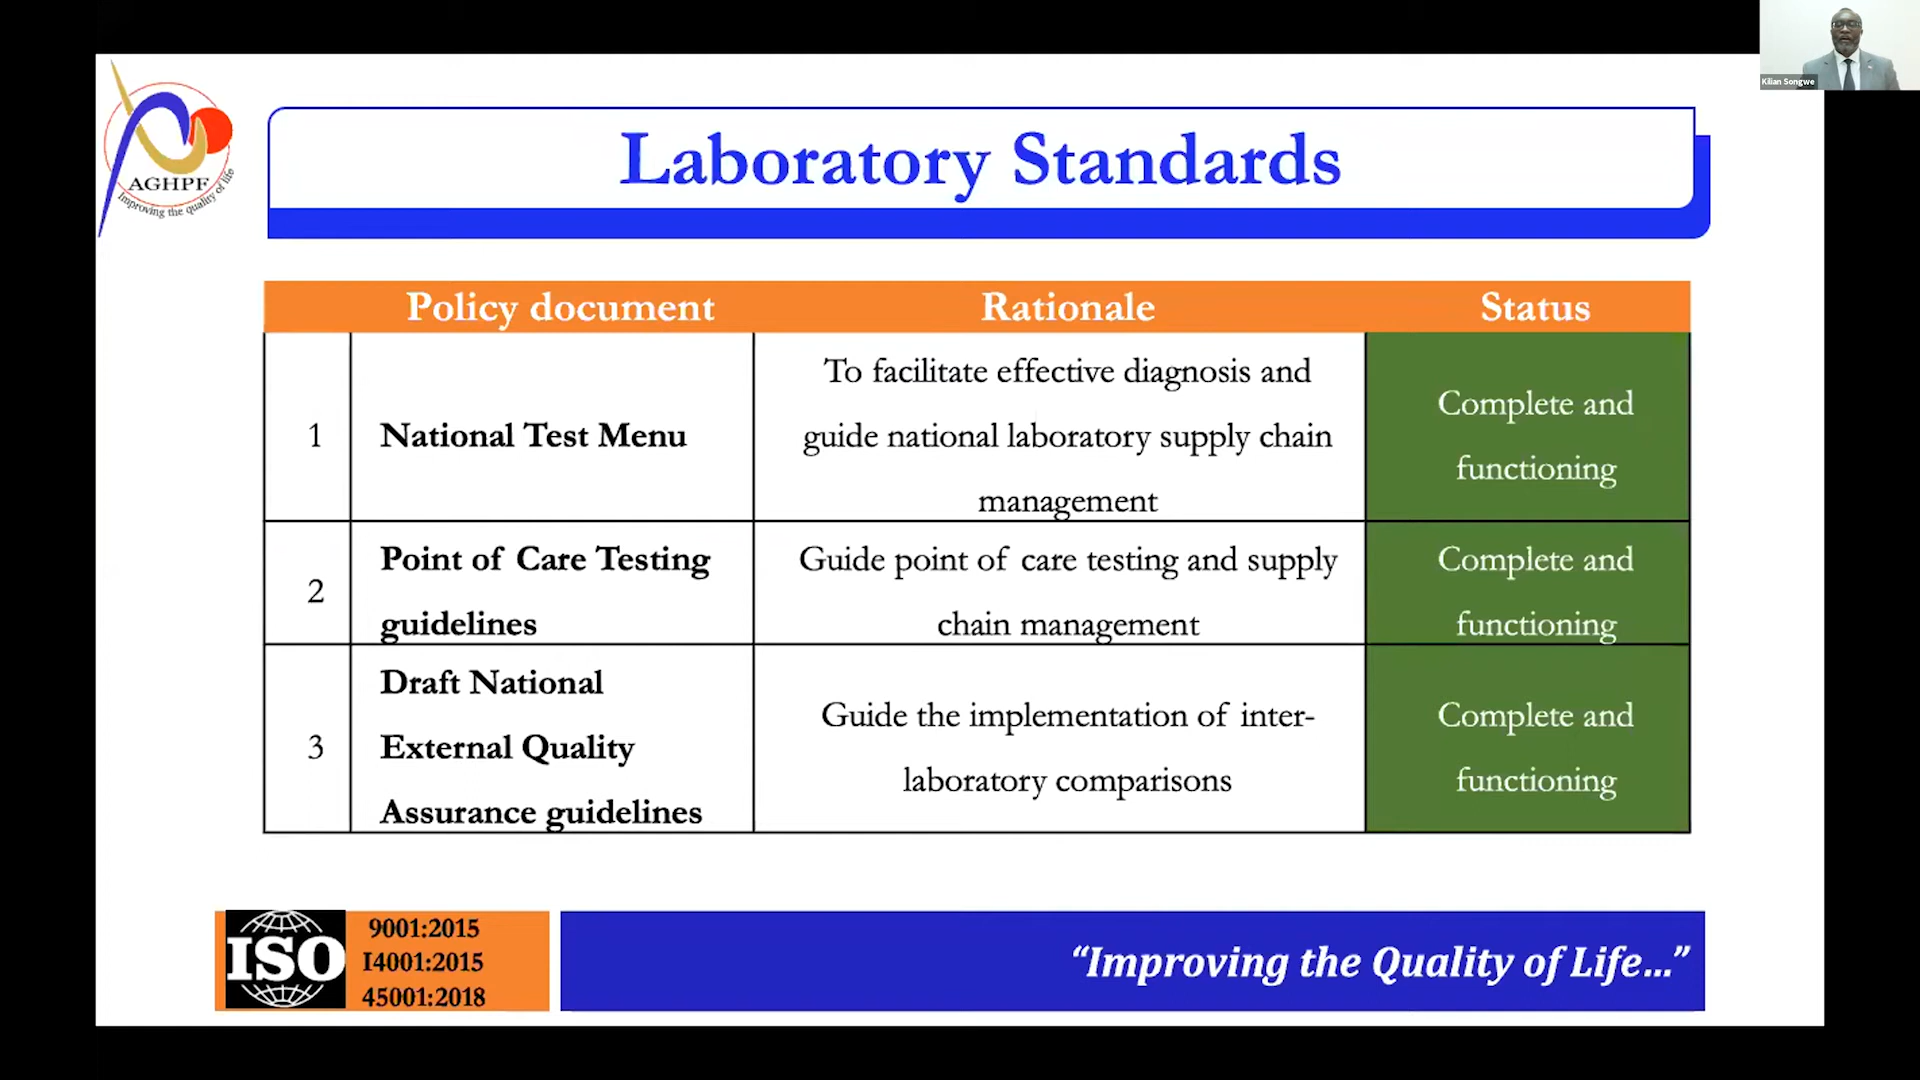 Kilian Songwe
AGHPF
Improving the quality of life
Laboratory Standards
Policy document
Rationale
Status
1
National Test Menu
To facilitate effective diagnosis and
guide national laboratory supply chain
management
Complete and
functioning
2
Point of Care Testing
guidelines
Guide point of care testing and supply
chain management
Complete and
functioning
3
Draft National
External Quality
Assurance guidelines
Guide the implementation of inter-
laboratory comparisons
Complete and
functioning
ISO
9001:2015
I4001:2015
45001:2018
“Improving the Quality of Life...”